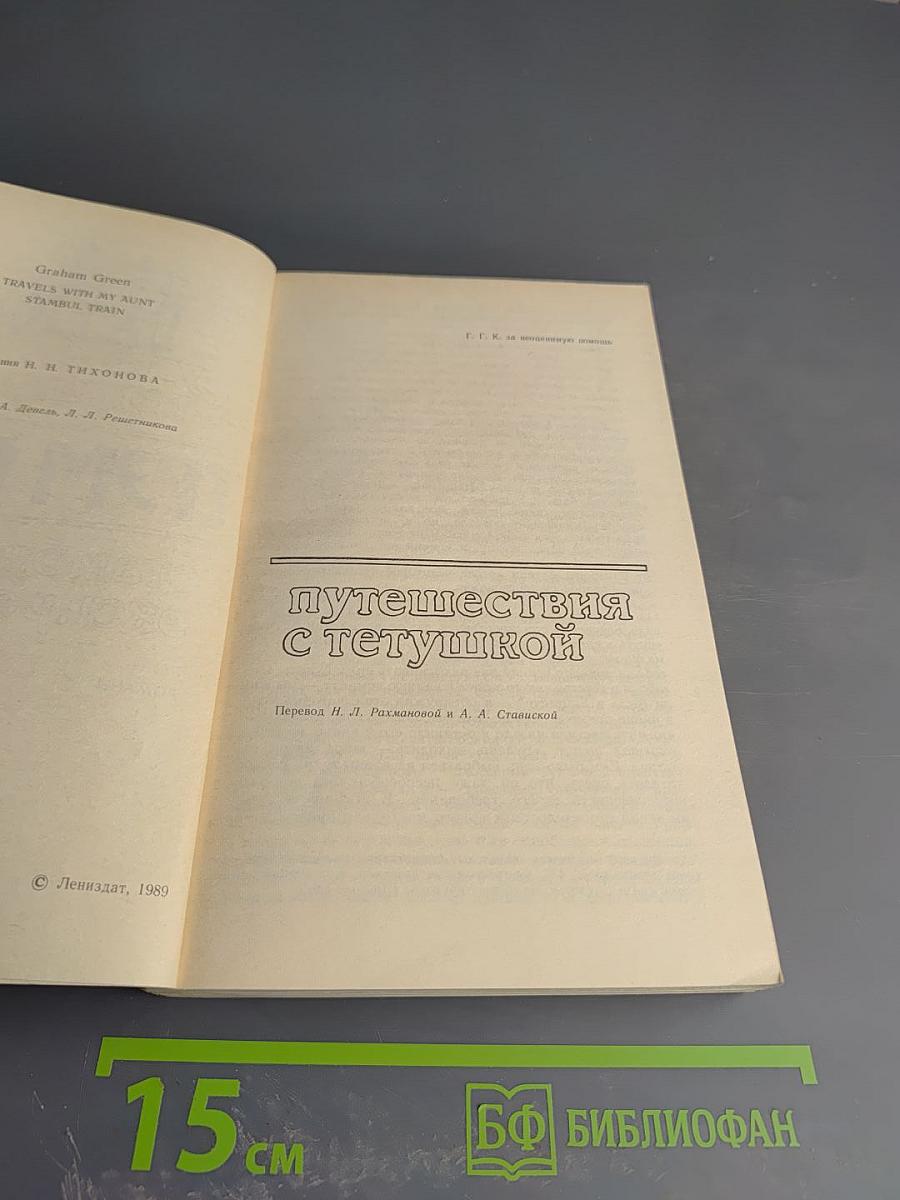 Graham Green
TRAVELS WITH MY AUNT
STAMBUL TRAIN
Н. Н. ТИХОНОВА
А. Девель, Л. Л. Решетникова
© Лениздат, 1989
Г. Г. К. за неоценимую помощь
путешествия
с тетушкой
Перевод Н. Л. Рахмановой и А. А. Ставиской
15 см
БФ БИБЛИОФАН